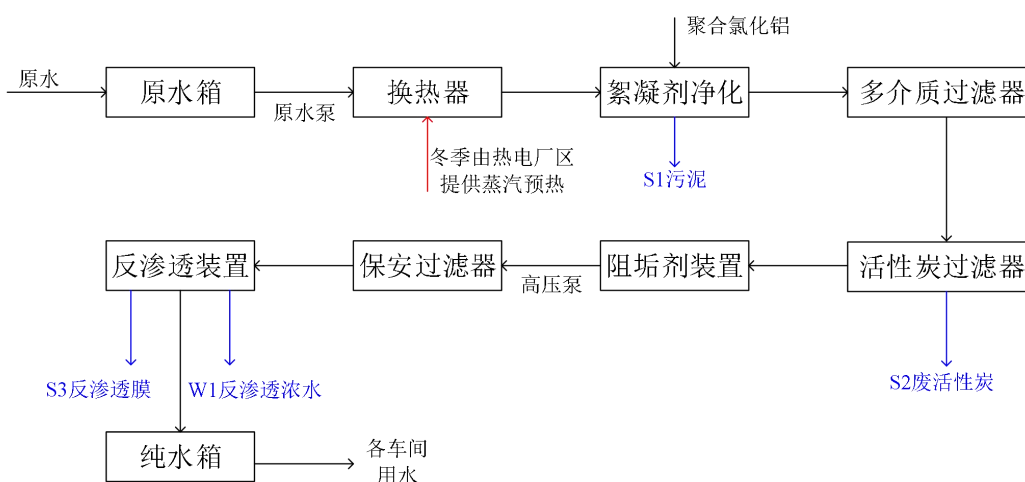 聚合氯化铝
原水
原水箱
原水泵
换热器
絮凝剂净化
多介质过滤器
冬季由热电厂区
提供蒸汽预热
S1污泥
反渗透装置
保安过滤器
高压泵
阻垢剂装置
活性炭过滤器
S3反渗透膜
W1反渗透浓水
S2废活性炭
纯水箱
各车间
用水